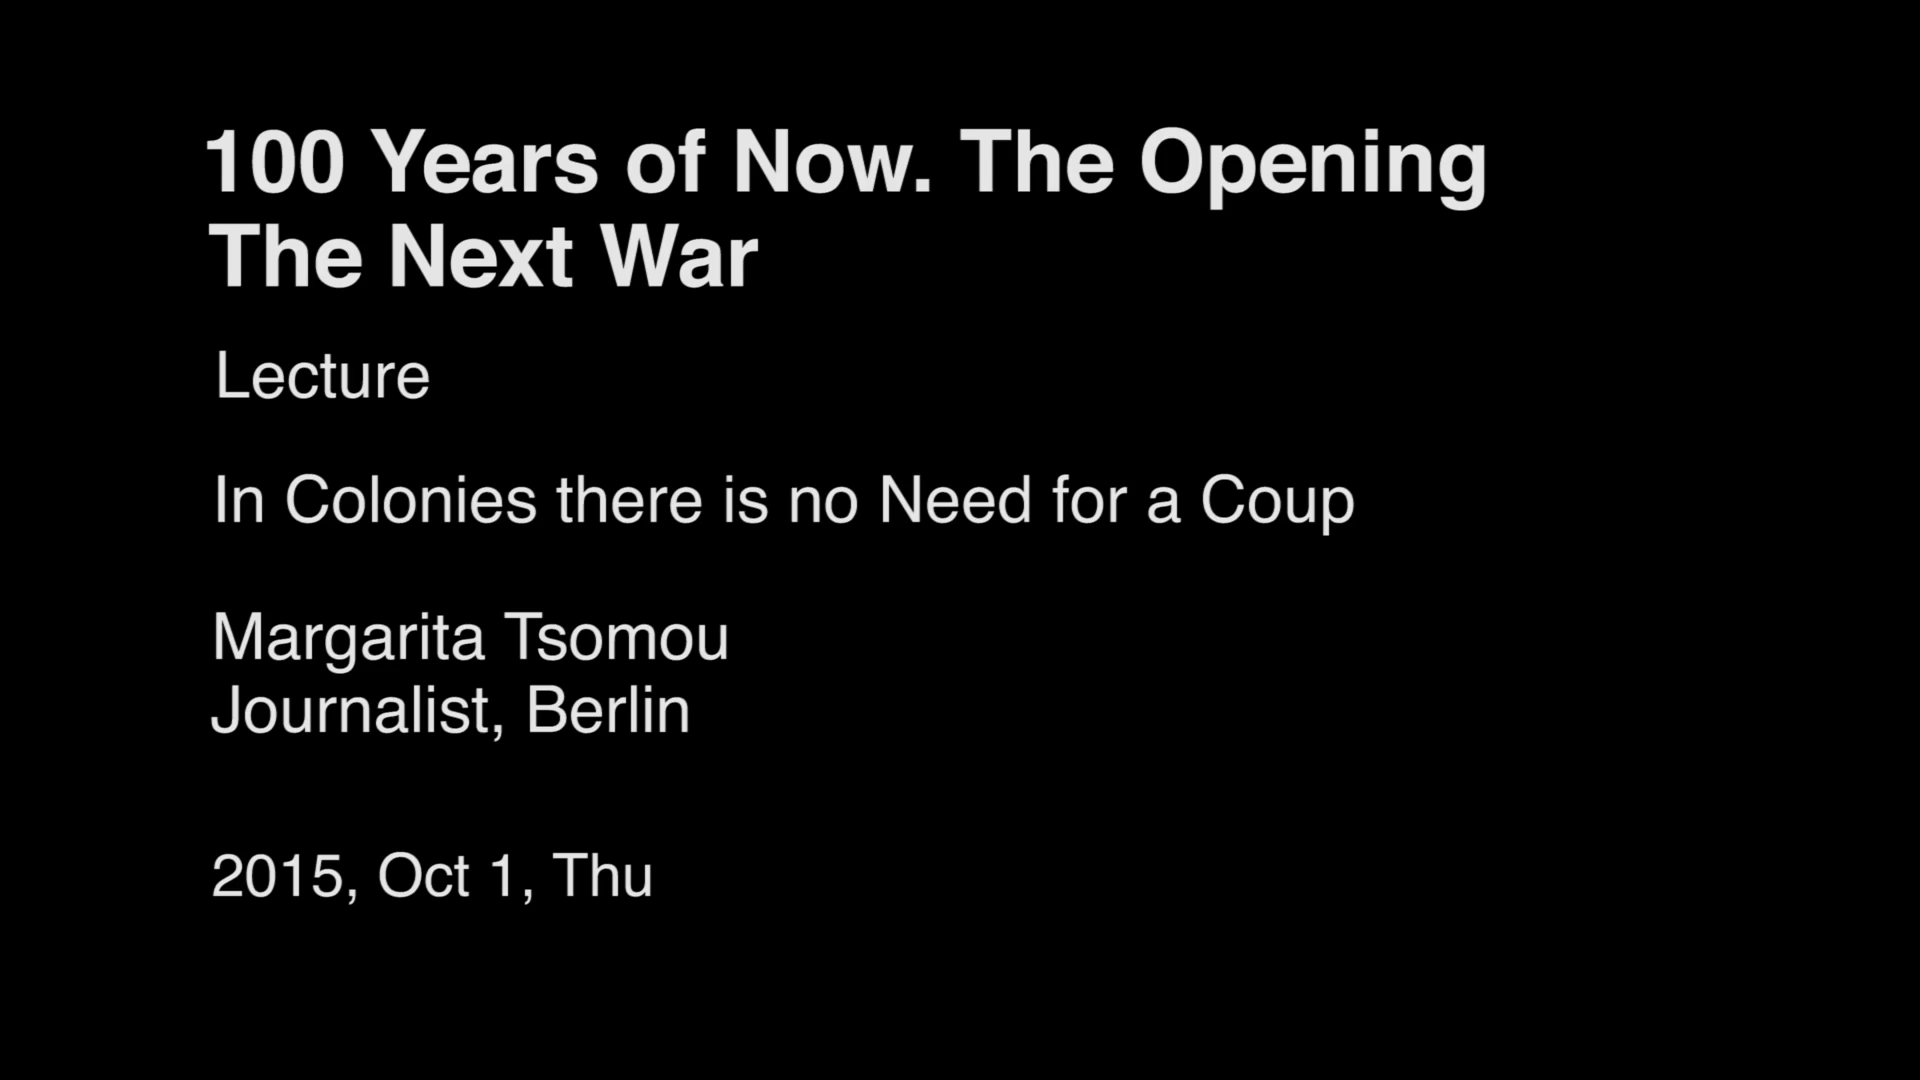 100 Years of Now. The Opening
The Next War
Lecture
In Colonies there is no Need for a Coup
Margarita Tsomou
Journalist, Berlin
2015, Oct 1, Thu